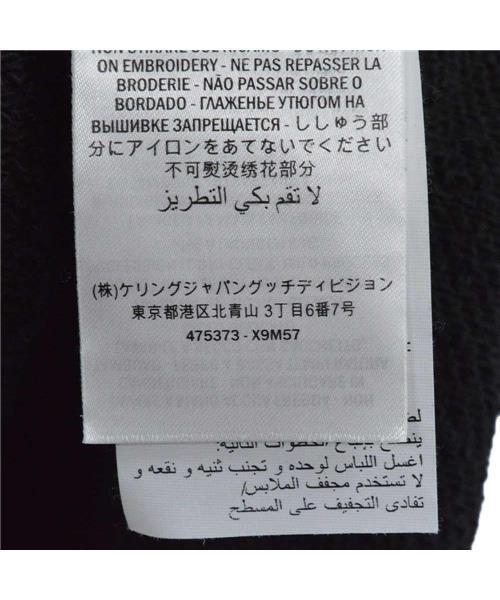 ON EMBROIDERY - NE PAS REPASSER LA
BRODERIE - NÃO PASSAR SOBRE O
BORDADO - ГЛАЖЕНЬЕ УТЮГОМ НА
ВЫШИВКЕ ЗАПРЕЩАЕТСЯ - ししゅう部
分にアイロンをあてないでください
不可熨烫绣花部分
لا تقم بكي التطريز
(株)ケリングジャパングッチディビジョン
東京都港区北青山 3丁目6番7号
475373 - X9M57
اغسل اللباس لوحده و تجنب ثنيه و نقعه و
لا تستخدم مجفف الملابس/
تفادى التجفيف على المسطح